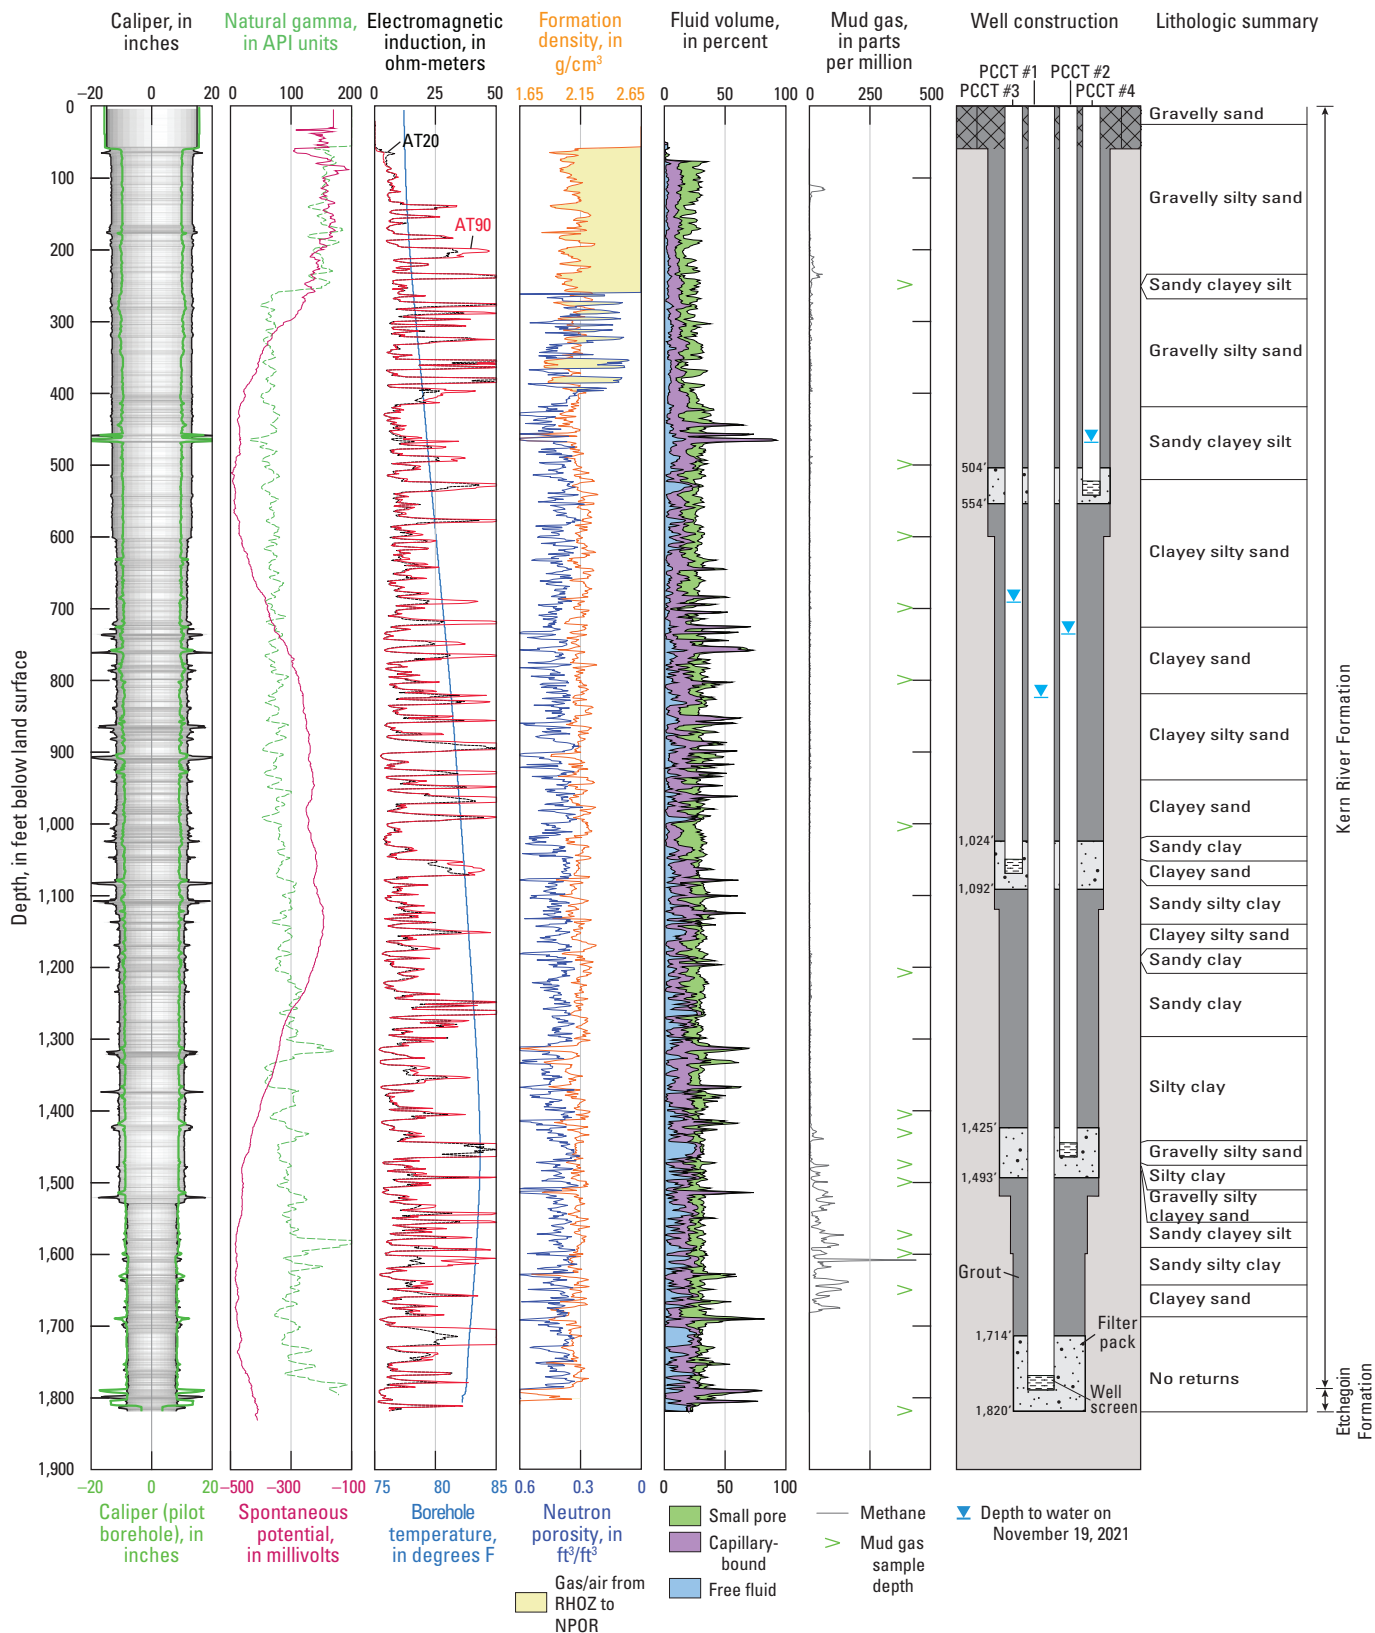 Caliper, in
inches
Natural gamma,
in API units
Electromagnetic
induction, in
ohm-meters
Formation
density, in
g/cm³
Fluid volume,
in percent
Mud gas,
in parts
per million
Well construction
Lithologic summary
PCCT #1
PCCT #2
PCCT #3
PCCT #4
−20 0 20
0 100 200
0 25 50
1.65 2.15 2.65
0 50 100
0 250 500
Depth, in feet below land surface
0
100
200
300
400
500
600
700
800
900
1,000
1,100
1,200
1,300
1,400
1,500
1,600
1,700
1,800
1,900
AT20
AT90
504′
554′
1,024′
1,092′
1,425′
1,493′
1,714′
1,820′
Grout
Filter
pack
Well
screen
Gravelly sand
Gravelly silty sand
Sandy clayey silt
Gravelly silty sand
Sandy clayey silt
Clayey silty sand
Clayey sand
Clayey silty sand
Clayey sand
Sandy clay
Clayey sand
Sandy silty clay
Clayey silty sand
Sandy clay
Sandy clay
Silty clay
Gravelly silty sand
Silty clay
Gravelly silty
clayey sand
Sandy clayey silt
Sandy silty clay
Clayey sand
No returns
Kern River Formation
Etchegoin
Formation
−20 0 20
−500 −300 −100
75 80 85
0.6 0.3 0
0 50 100
0 250 500
Caliper (pilot
borehole), in
inches
Spontaneous
potential,
in millivolts
Borehole
temperature,
in degrees F
Neutron
porosity, in
ft³/ft³
Gas/air from
RHOZ to
NPOR
Small pore
Capillary-
bound
Free fluid
Methane
Mud gas
sample
depth
Depth to water on
November 19, 2021